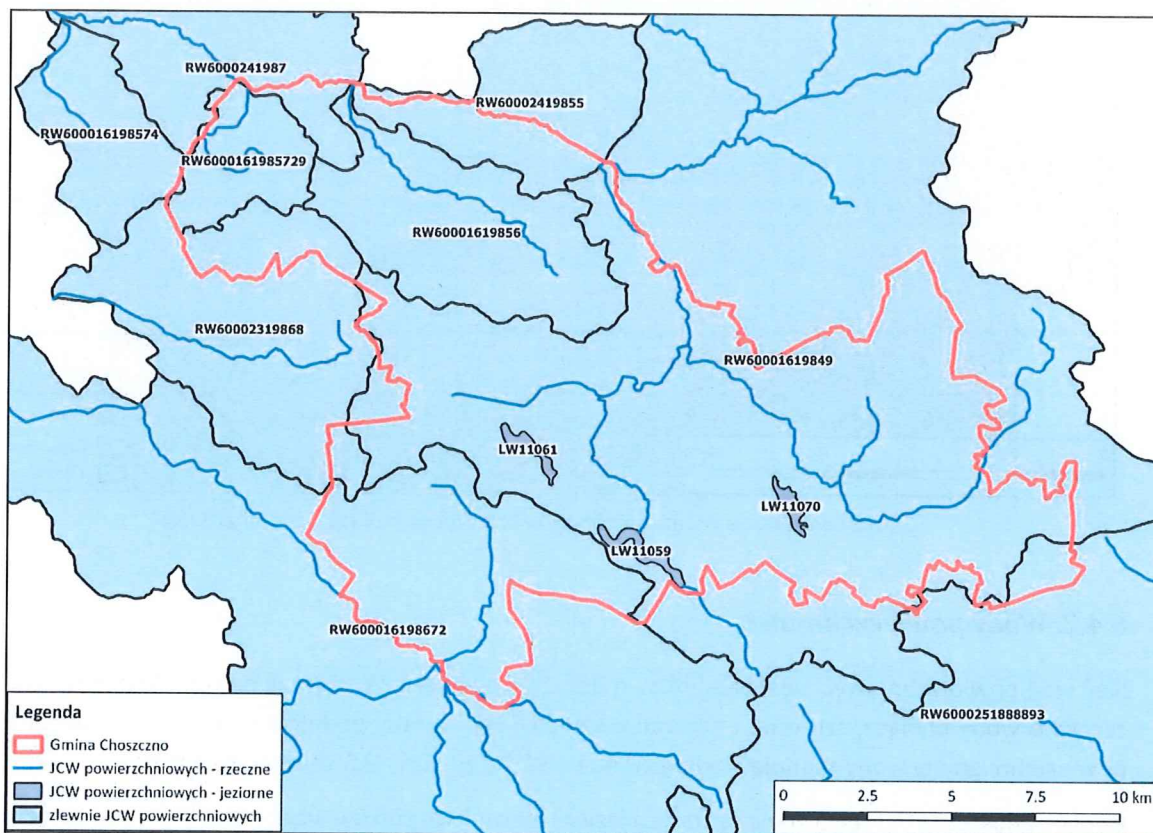 RW6000241987
RW60002419855
RW600016198574
RW6000161985729
RW60001619856
RW60002319868
RW60001619849
LW11061
LW11070
LW11059
RW600016198672
RW6000251888893
Legenda
Gmina Choszczno
JCW powierzchniowych - rzeczne
JCW powierzchniowych - jeziorne
zlewnie JCW powierzchniowych
0 2.5 5 7.5 10 km